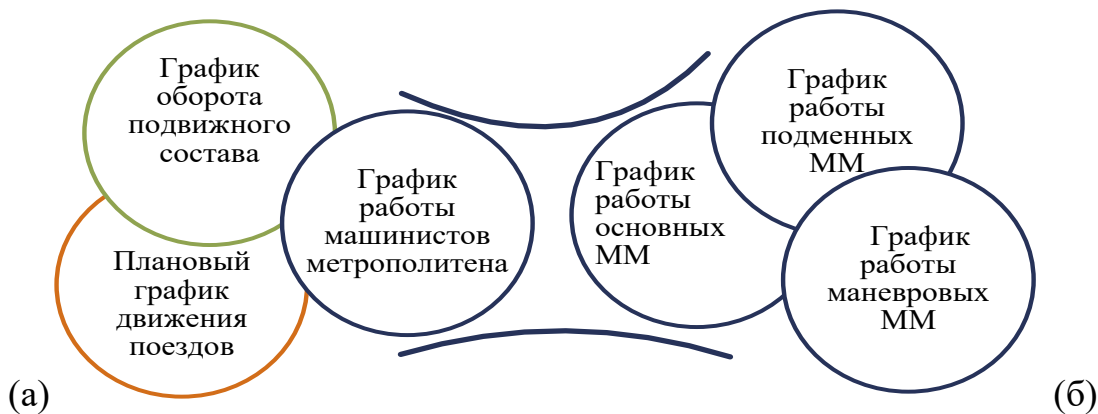 График
оборота
подвижного
состава
Плановый
график
движения
поездов
График
работы
машинистов
метрополитена
График
работы
основных
ММ
График
работы
подменных
ММ
График
работы
маневровых
ММ
(а)
(б)